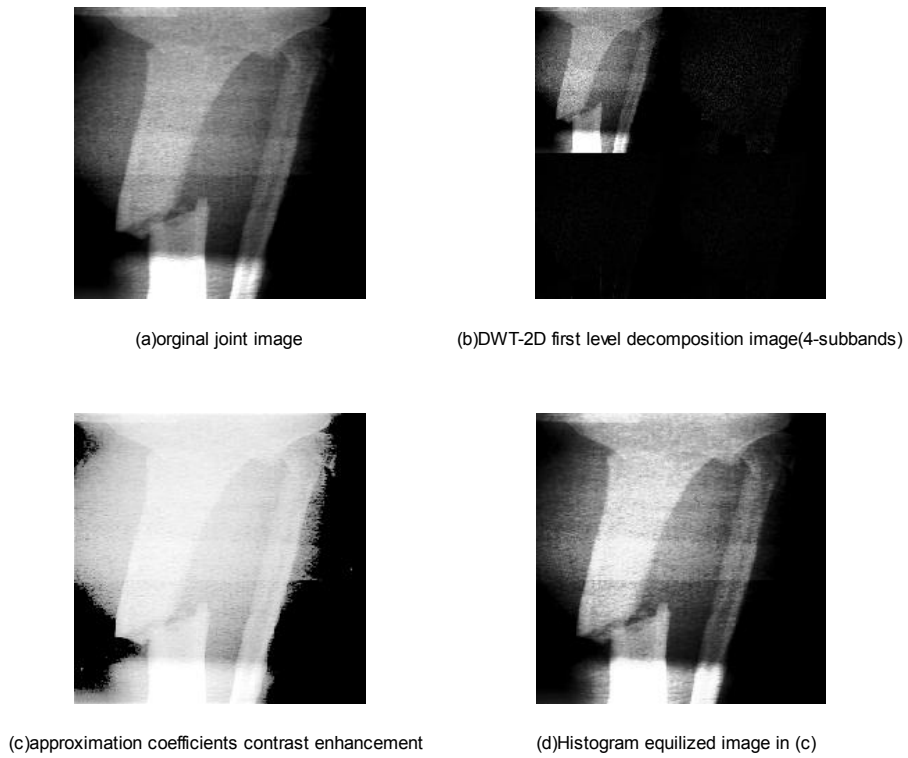 (a)orginal joint image
(b)DWT-2D first level decomposition image(4-subbands)
(c)approximation coefficients contrast enhancement
(d)Histogram equilized image in (c)